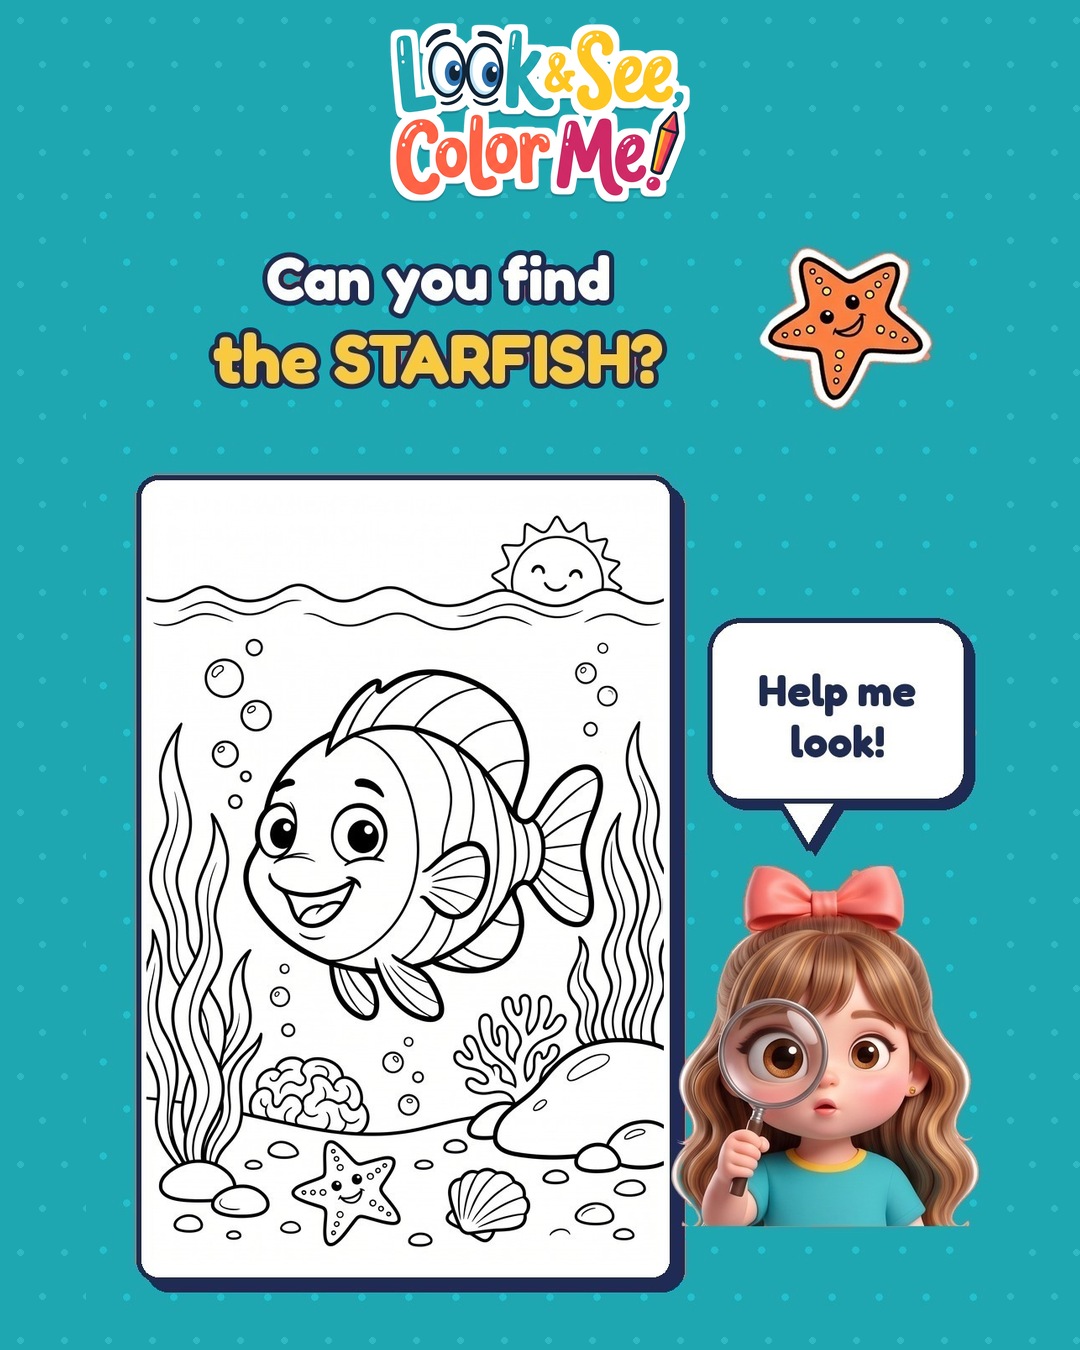 Look & See,
Color Me!
Can you find
the STARFISH?
Help me
look!